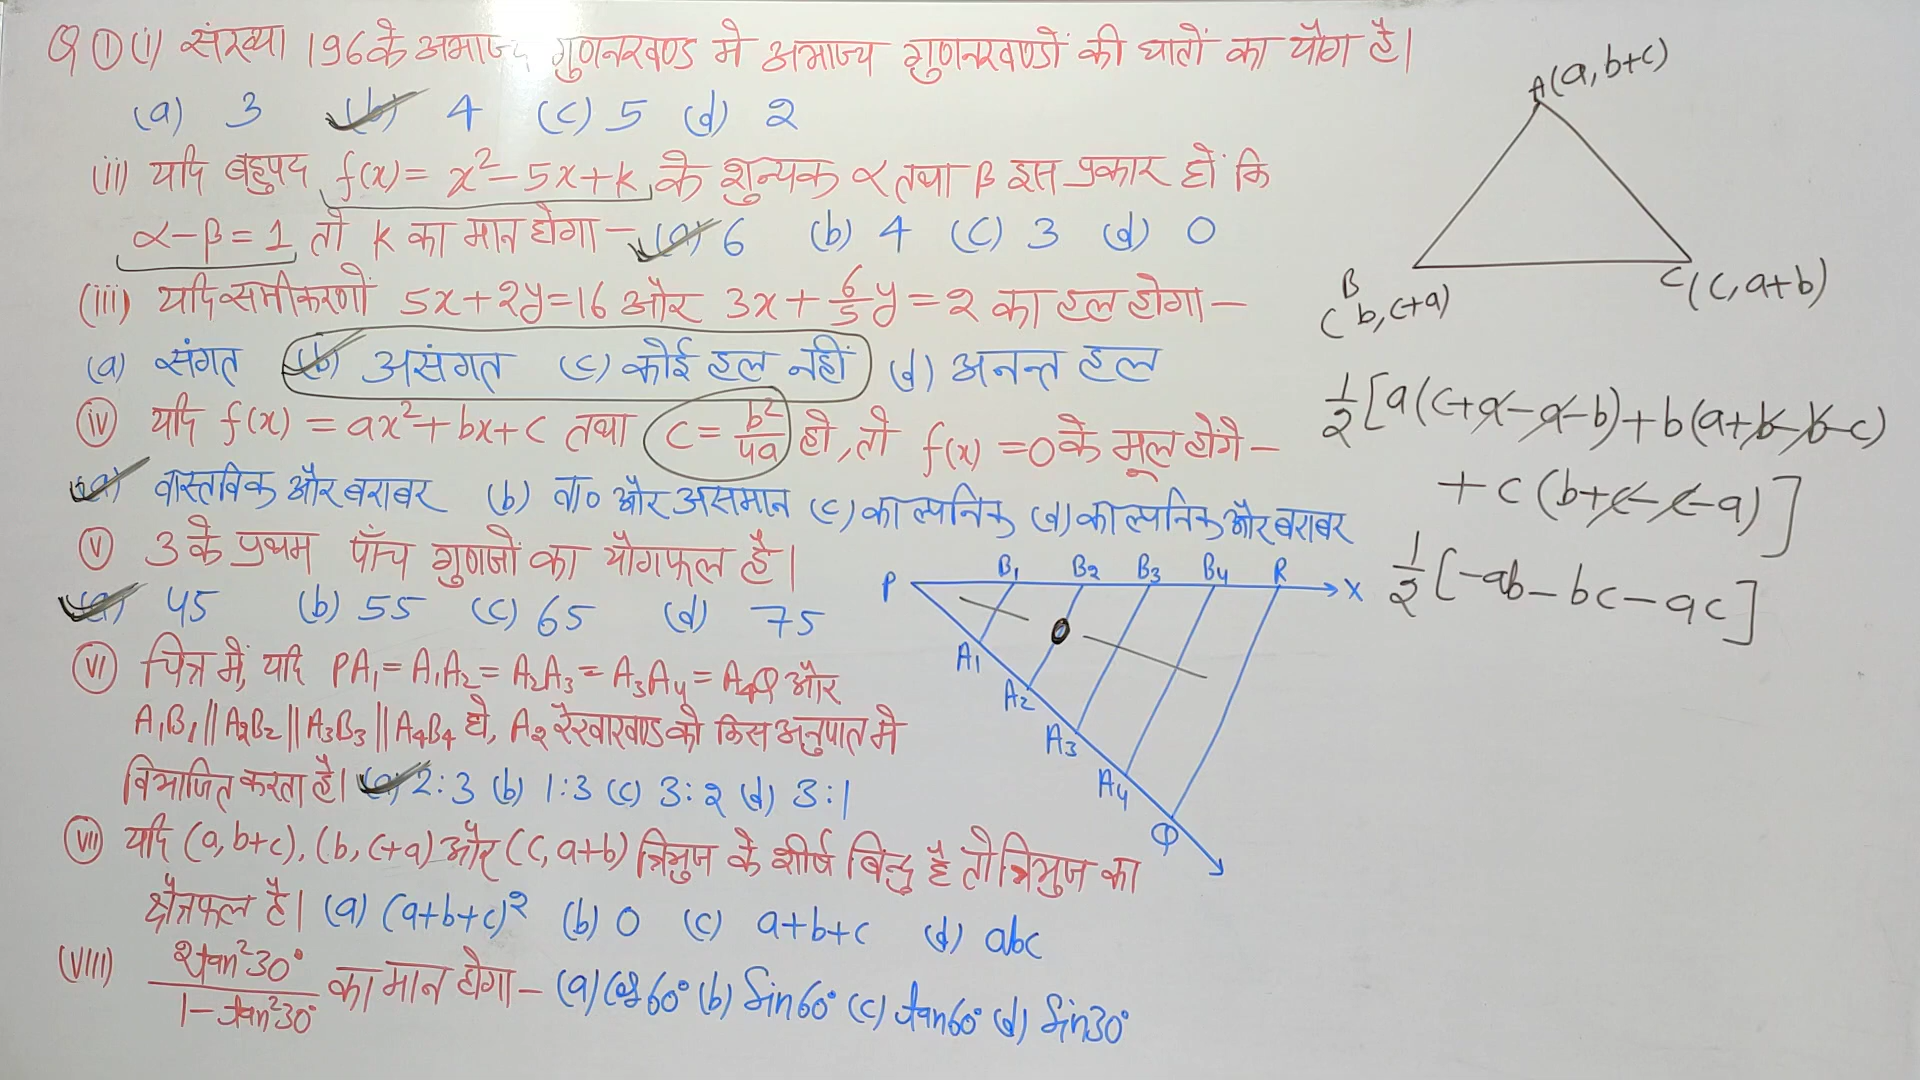 Q ① (i) संख्या 196 के अभाज्य गुणनखण्ड मे अभाज्य गुणनखण्डों की घातों का योग है।
(a) 3 (b) 4 (c) 5 (d) 2
(ii) यदि बहुपद f(x) = x² - 5x + k, के शून्यक α तथा β इस प्रकार हों कि
α - β = 1, तो k का मान होगा - (a) 6 (b) 4 (c) 3 (d) 0
(iii) यदि समीकरणों 5x + 2y = 16 और 3x + 6/5 y = 2 का हल होगा -
(a) संगत (b) असंगत (c) कोई हल नहीं (d) अनन्त हल
(iv) यदि f(x) = ax² + bx + c तथा c = b²/4a हो, तो f(x) = 0 के मूल होंगे -
(a) वास्तविक और बराबर (b) वा० और असमान (c) काल्पनिक (d) काल्पनिक और बराबर
(v) 3 के प्रथम पाँच गुणजों का योगफल है।
(a) 45 (b) 55 (c) 65 (d) 75
(vi) चित्र में, यदि PA₁ = A₁A₂ = A₂A₃ = A₃A₄ = A₄Q और
A₁B₁ || A₂B₂ || A₃B₃ || A₄B₄ हो, A₂ रेखाखण्ड को किस अनुपात मे
विभाजित करता है। (a) 2:3 (b) 1:3 (c) 3:2 (d) 3:1
(vii) यदि (a, b+c), (b, c+a) और (c, a+b) त्रिभुज के शीर्ष बिन्दु है तो त्रिभुज का
क्षेत्रफल है। (a) (a+b+c)² (b) 0 (c) a+b+c (d) abc
(viii) 2tan²30° / 1-tan²30° का मान होगा - (a) cos 60° (b) Sin 60° (c) tan 60° (d) Sin 30°
A(a, b+c)
B
(b, c+a)
C(c, a+b)
1/2 [a(c+a-a-b) + b(a+b-b-c)
+ c(b+c-c-a)]
1/2 [-ab - bc - ac]
P B₁ B₂ B₃ B₄ R X
A₁
A₂
A₃
A₄
Q